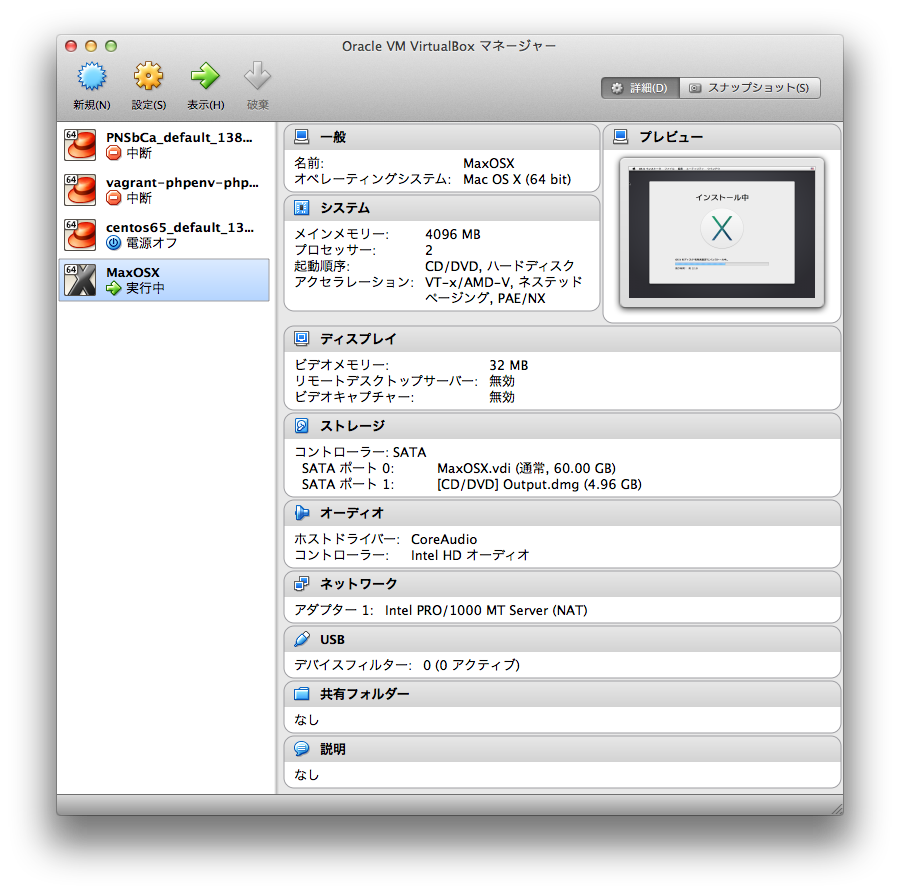 Oracle VM VirtualBox マネージャー
新規(N) 設定(S) 表示(H) 破棄
詳細(D) スナップショット(S)
64 PNSbCa_default_138...
中断
64 vagrant-phpenv-php...
中断
64 centos65_default_13...
電源オフ
64 MaxOSX
実行中
一般
名前: MaxOSX
オペレーティングシステム: Mac OS X (64 bit)
システム
メインメモリー: 4096 MB
プロセッサー: 2
起動順序: CD/DVD, ハードディスク
アクセラレーション: VT-x/AMD-V, ネステッド
ページング, PAE/NX
プレビュー
インストール中
ディスプレイ
ビデオメモリー: 32 MB
リモートデスクトップサーバー: 無効
ビデオキャプチャー: 無効
ストレージ
コントローラー: SATA
SATA ポート 0: MaxOSX.vdi (通常, 60.00 GB)
SATA ポート 1: [CD/DVD] Output.dmg (4.96 GB)
オーディオ
ホストドライバー: CoreAudio
コントローラー: Intel HD オーディオ
ネットワーク
アダプター 1: Intel PRO/1000 MT Server (NAT)
USB
デバイスフィルター: 0 (0 アクティブ)
共有フォルダー
なし
説明
なし